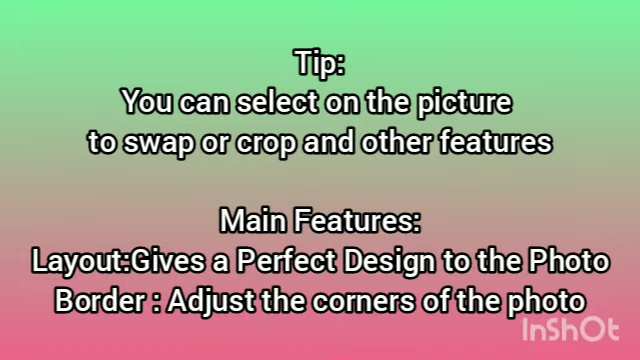 Tip:
You can select on the picture
to swap or crop and other features
Main Features:
Layout:Gives a Perfect Design to the Photo
Border : Adjust the corners of the photo
InShOt